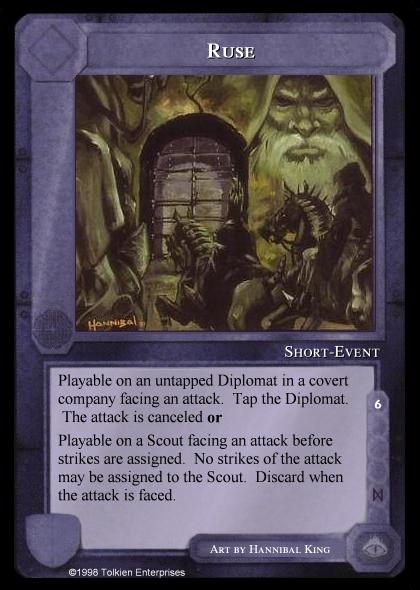 Ruse
Hannibal
Short-Event
Playable on an untapped Diplomat in a covert
company facing an attack.  Tap the Diplomat.
The attack is canceled or
Playable on a Scout facing an attack before
strikes are assigned.  No strikes of the attack
may be assigned to the Scout.  Discard when
the attack is faced.
6
Art by Hannibal King
©1998 Tolkien Enterprises